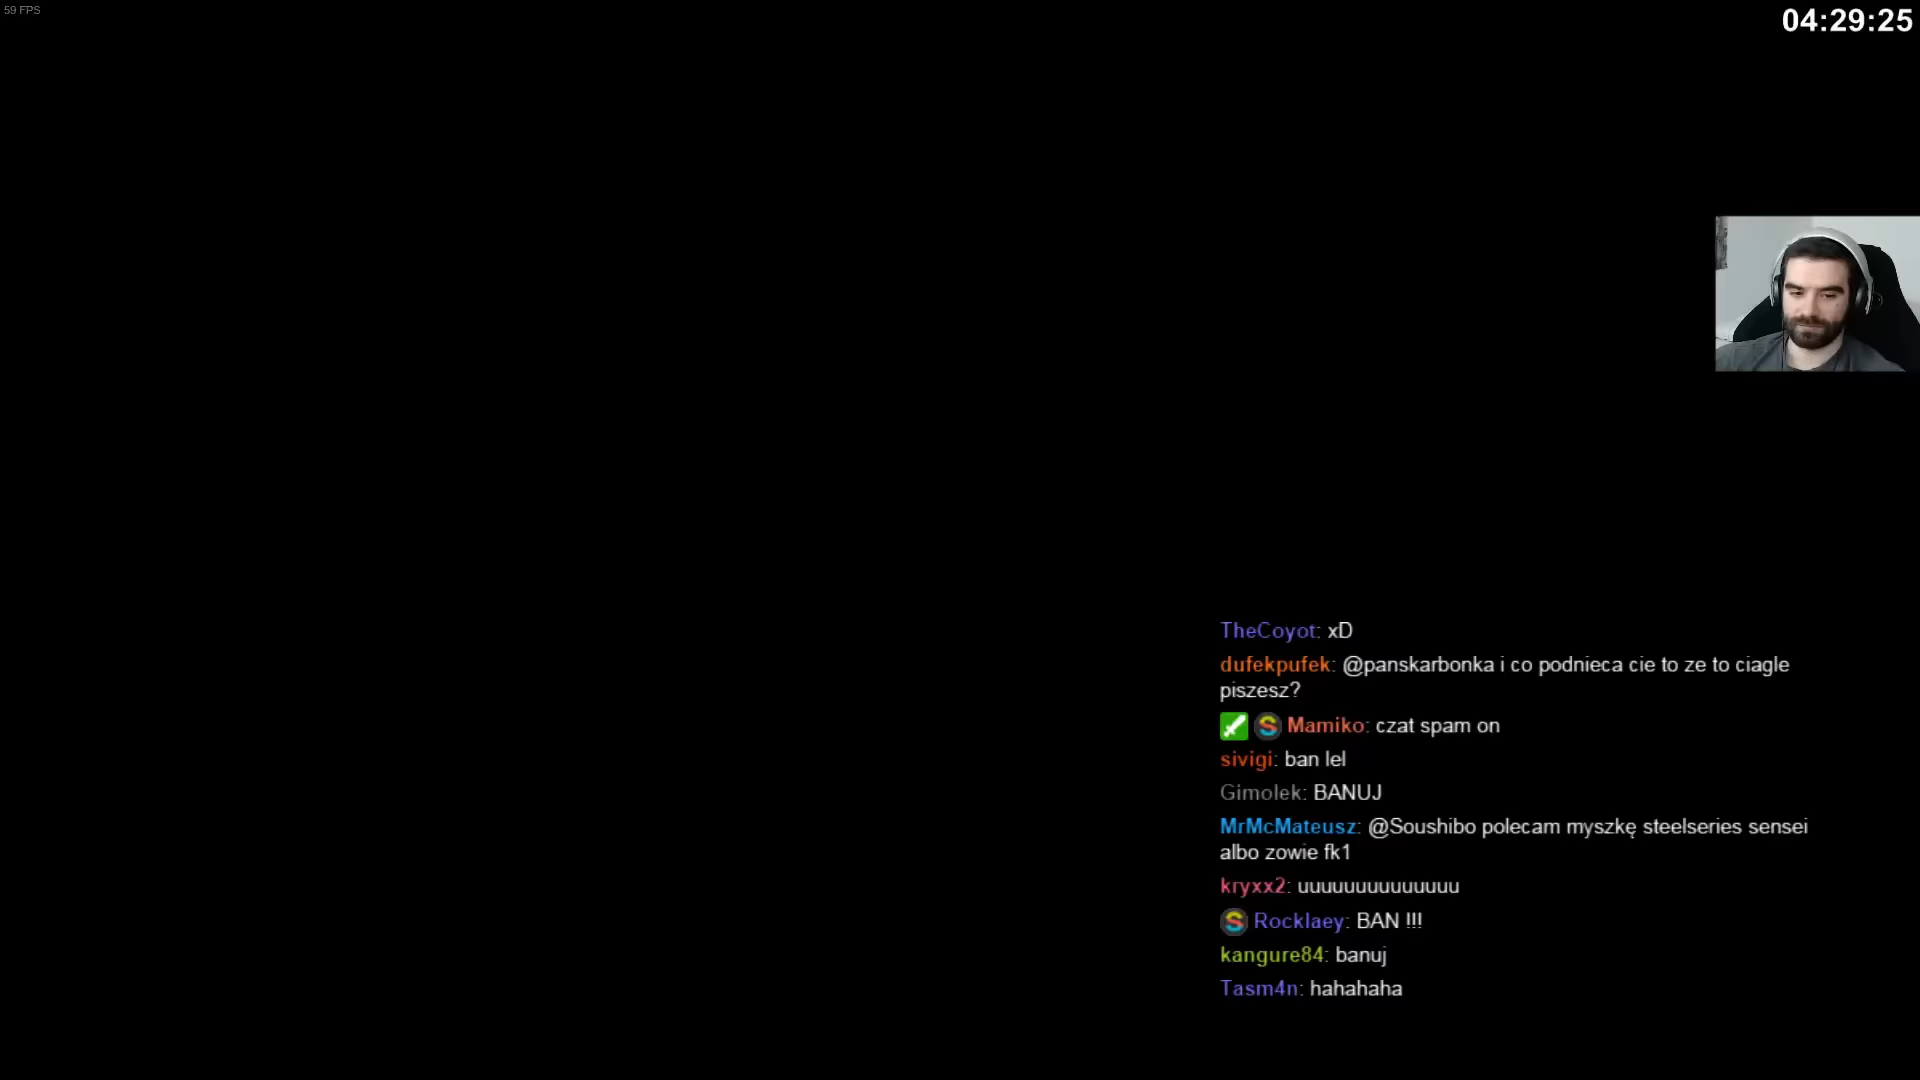 59 FPS
04:29:25
TheCoyot: xD
dufekpufek: @panskarbonka i co podnieca cie to ze to ciagle
piszesz?
S Mamiko: czat spam on
sivigi: ban lel
Gimolek: BANUJ
MrMcMateusz: @Soushibo polecam myszkę steelseries sensei
albo zowie fk1
kryxx2: uuuuuuuuuuuuuu
S Rocklaey: BAN !!!
kangure84: banuj
Tasm4n: hahahaha